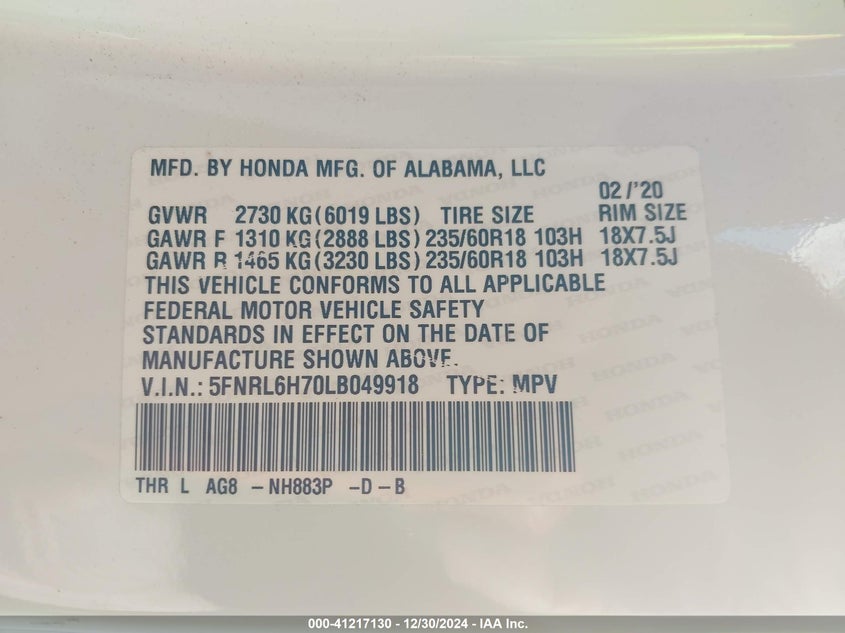 MFD. BY HONDA MFG. OF ALABAMA, LLC
02/'20
GVWR 2730 KG (6019 LBS) TIRE SIZE RIM SIZE
GAWR F 1310 KG (2888 LBS) 235/60R18 103H 18X7.5J
GAWR R 1465 KG (3230 LBS) 235/60R18 103H 18X7.5J
THIS VEHICLE CONFORMS TO ALL APPLICABLE
FEDERAL MOTOR VEHICLE SAFETY
STANDARDS IN EFFECT ON THE DATE OF
MANUFACTURE SHOWN ABOVE.
V.I.N.: 5FNRL6H70LB049918 TYPE: MPV
THR L AG8 -NH883P -D-B
000-41217130 - 12/30/2024 - IAA Inc.